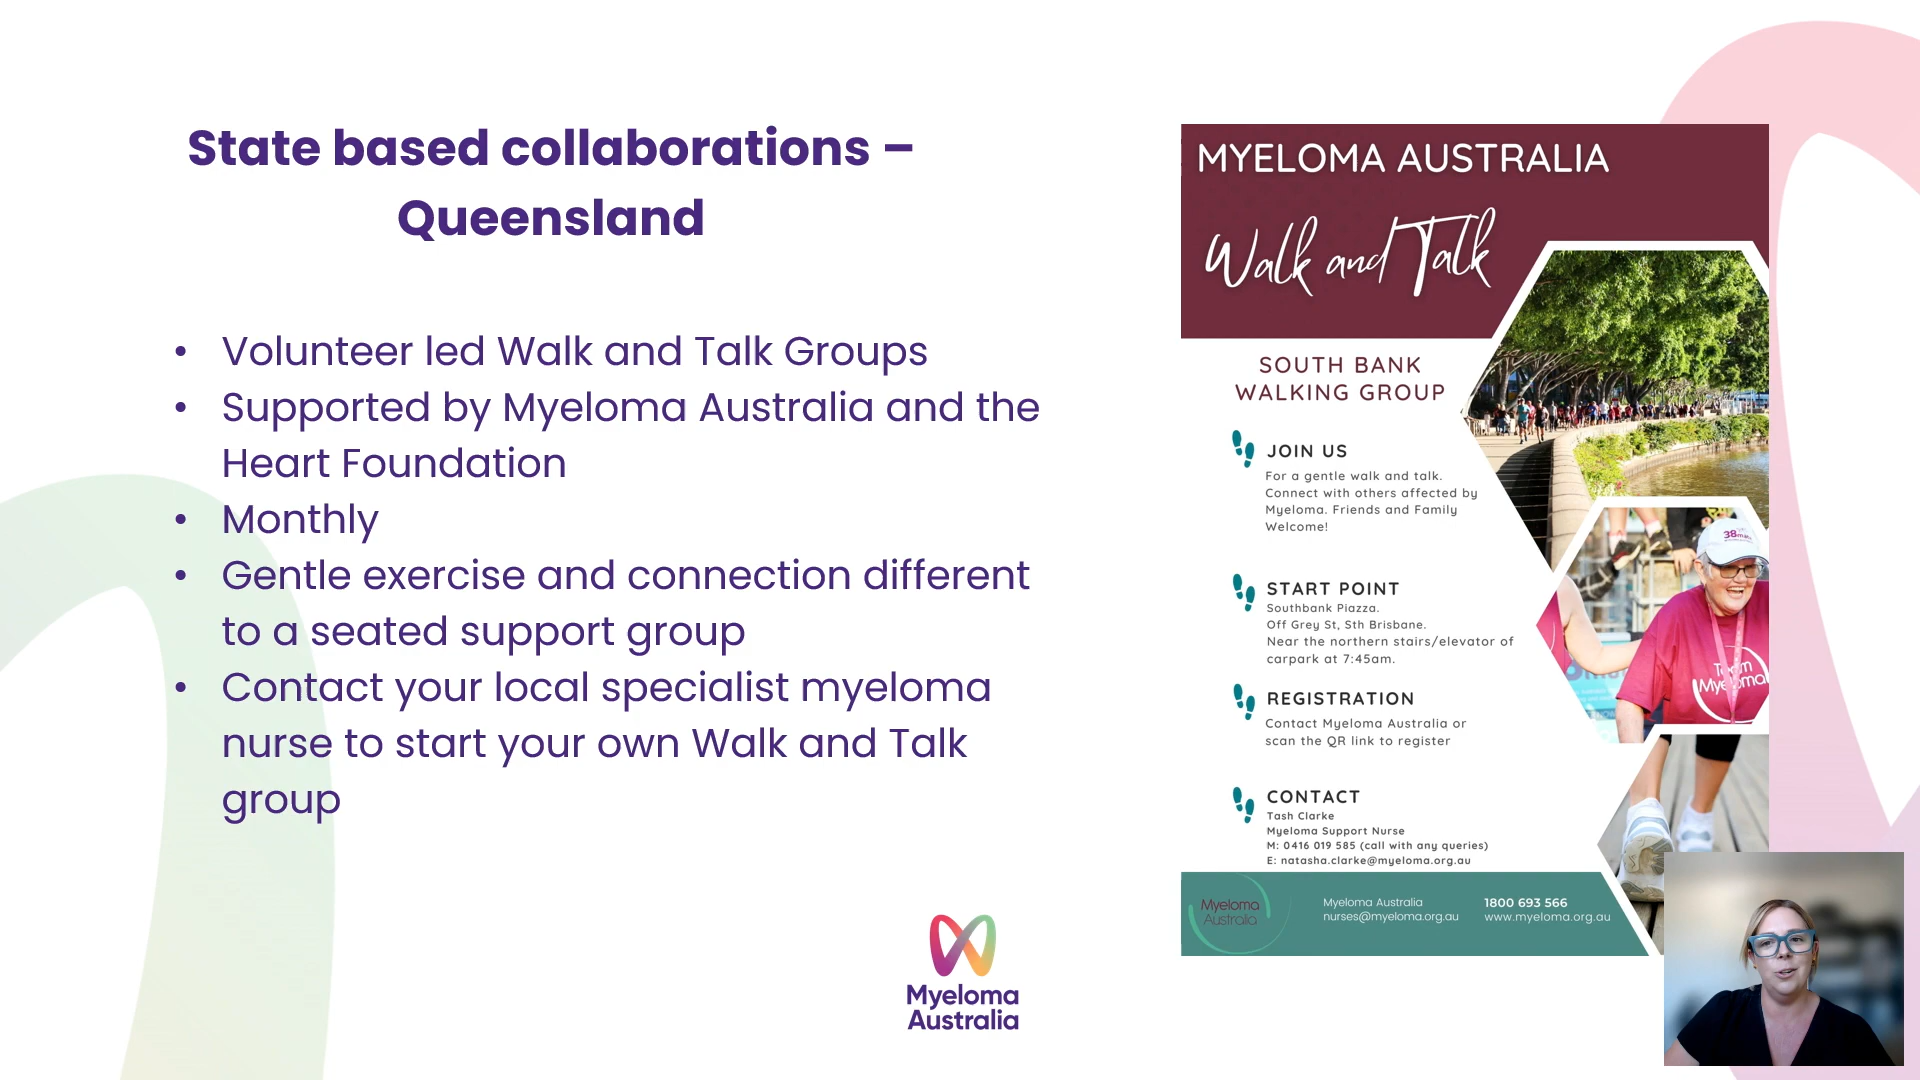 State based collaborations –
Queensland
• Volunteer led Walk and Talk Groups
• Supported by Myeloma Australia and the
Heart Foundation
• Monthly
• Gentle exercise and connection different
to a seated support group
• Contact your local specialist myeloma
nurse to start your own Walk and Talk
group
Myeloma
Australia
MYELOMA AUSTRALIA
Walk and Talk
SOUTH BANK
WALKING GROUP
JOIN US
For a gentle walk and talk.
Connect with others affected by
Myeloma. Friends and Family
Welcome!
START POINT
Southbank Piazza.
Off Grey St, Sth Brisbane.
Near the northern stairs/elevator of
carpark at 7:45am.
REGISTRATION
Contact Myeloma Australia or
scan the QR link to register
CONTACT
Tash Clarke
Myeloma Support Nurse
M: 0416 019 585 (call with any queries)
E: natasha.clarke@myeloma.org.au
Myeloma
Australia
Myeloma Australia
nurses@myeloma.org.au
1800 693 566
www.myeloma.org.au
Team
Myeloma